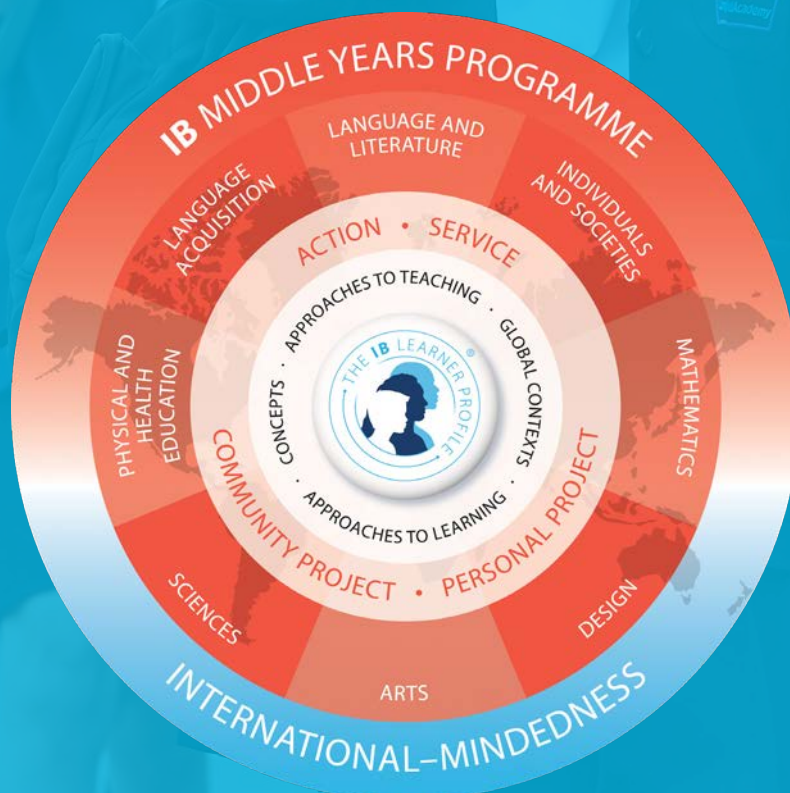 IB MIDDLE YEARS PROGRAMME
LANGUAGE AND
LITERATURE
LANGUAGE
ACQUISITION
INDIVIDUALS
AND SOCIETIES
PHYSICAL AND
HEALTH
EDUCATION
MATHEMATICS
SCIENCES
DESIGN
ARTS
ACTION • SERVICE
COMMUNITY PROJECT • PERSONAL PROJECT
APPROACHES TO TEACHING · GLOBAL CONTEXTS · APPROACHES TO LEARNING · CONCEPTS ·
THE IB LEARNER PROFILE ®
INTERNATIONAL–MINDEDNESS